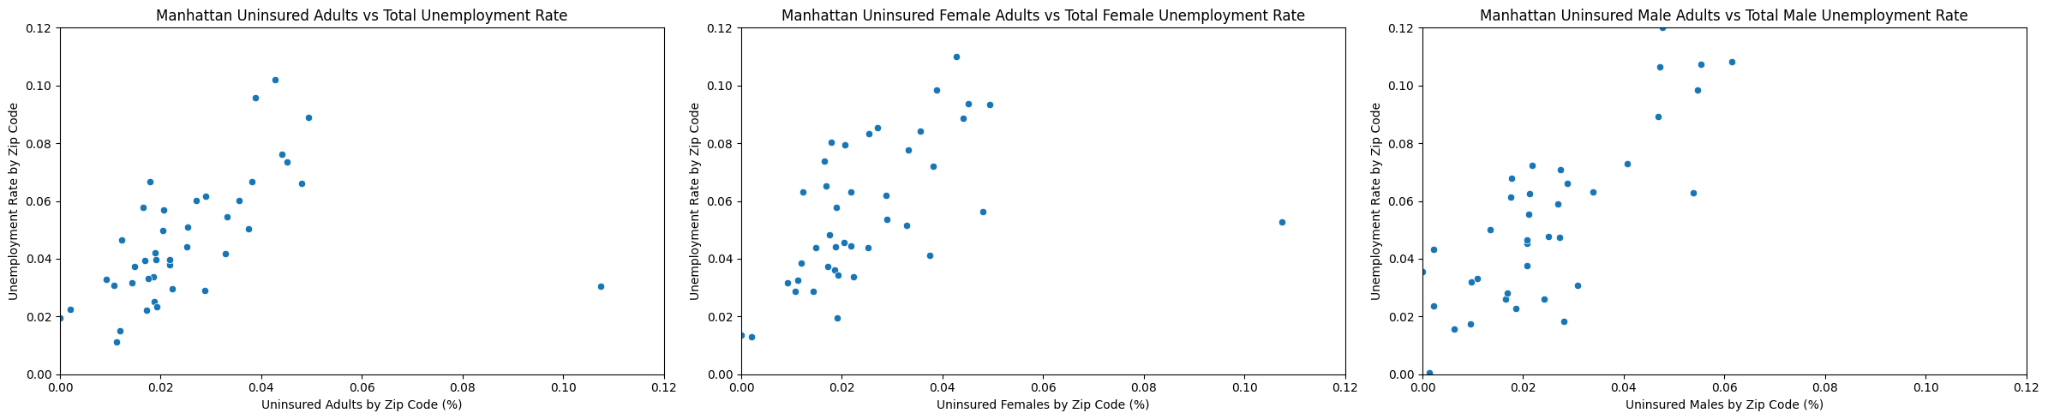 Manhattan Uninsured Adults vs Total Unemployment Rate
Unemployment Rate by Zip Code
0.12
0.10
0.08
0.06
0.04
0.02
0.00
0.00 0.02 0.04 0.06 0.08 0.10 0.12
Uninsured Adults by Zip Code (%)
Manhattan Uninsured Female Adults vs Total Female Unemployment Rate
Unemployment Rate by Zip Code
0.12
0.10
0.08
0.06
0.04
0.02
0.00
0.00 0.02 0.04 0.06 0.08 0.10 0.12
Uninsured Females by Zip Code (%)
Manhattan Uninsured Male Adults vs Total Male Unemployment Rate
Unemployment Rate by Zip Code
0.12
0.10
0.08
0.06
0.04
0.02
0.00
0.00 0.02 0.04 0.06 0.08 0.10 0.12
Uninsured Males by Zip Code (%)